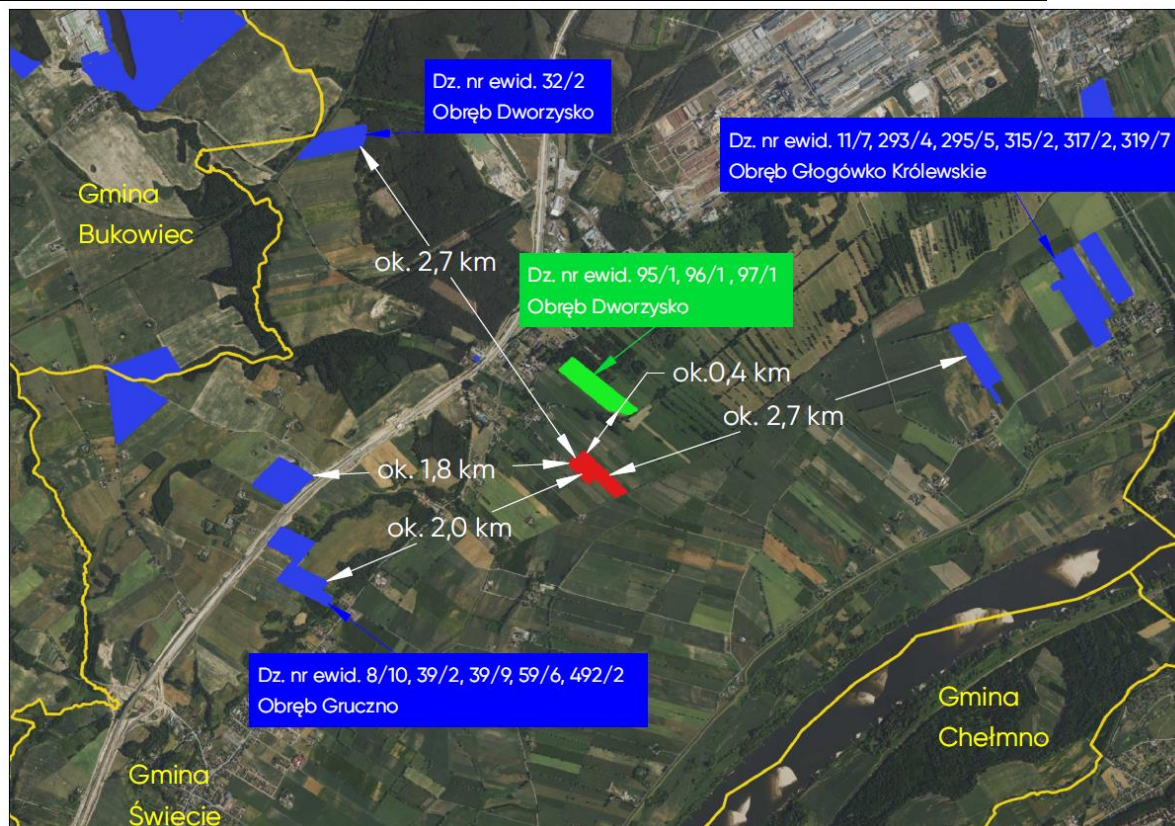 Dz. nr ewid. 32/2
Obręb Dworzysko
Dz. nr ewid. 11/7, 293/4, 295/5, 315/2, 317/2, 319/7
Obręb Głogówko Królewskie
Gmina
Bukowiec
ok. 2,7 km
Dz. nr ewid. 95/1, 96/1 , 97/1
Obręb Dworzysko
ok.0,4 km
ok. 2,7 km
ok. 1,8 km
ok. 2,0 km
Dz. nr ewid. 8/10, 39/2, 39/9, 59/6, 492/2
Obręb Gruczno
Gmina
Chełmno
Gmina
Świecie